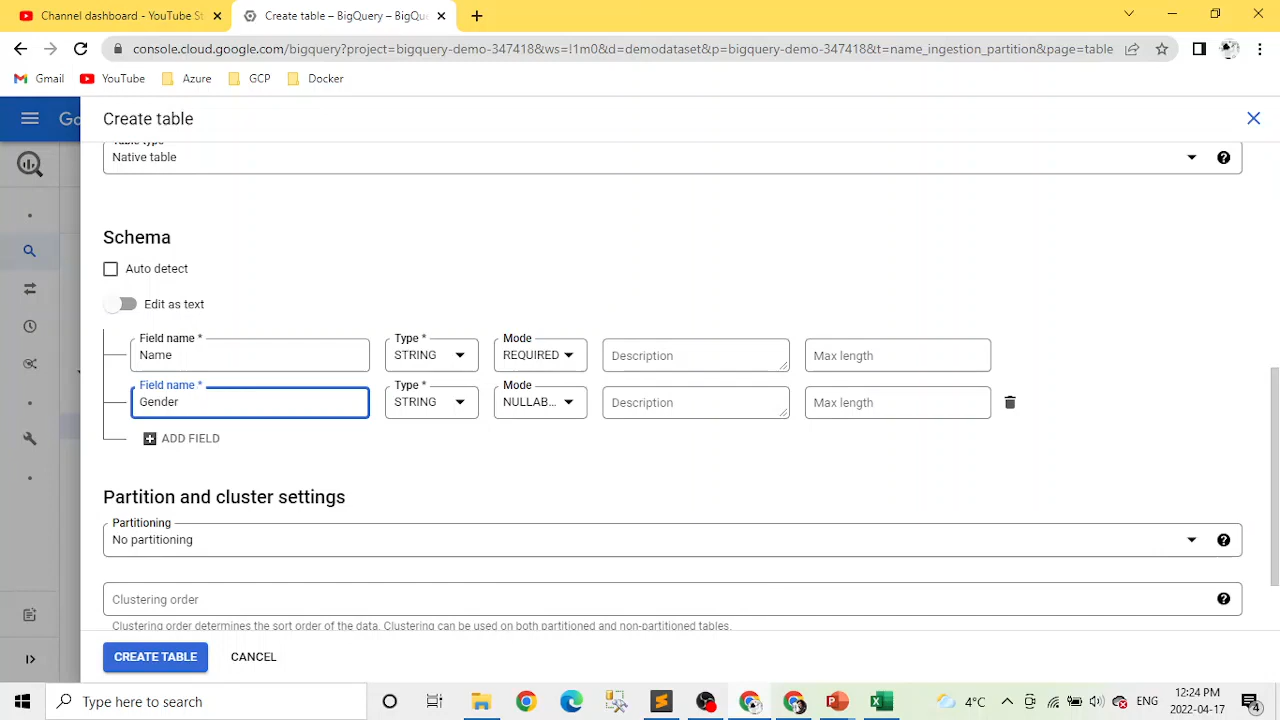 Channel dashboard - YouTube St
Create table – BigQuery – BigQu
console.cloud.google.com/bigquery?project=bigquery-demo-347418&ws=!1m0&d=demodataset&p=bigquery-demo-347418&t=name_ingestion_partition&page=table
Gmail YouTube Azure GCP Docker
Go
Create table
Table type
Native table
Schema
Auto detect
Edit as text
Field name * Type * Mode
Name STRING REQUIRED Description Max length
Field name * Type * Mode
Gender STRING NULLAB... Description Max length
ADD FIELD
Partition and cluster settings
Partitioning
No partitioning
Clustering order
Clustering order determines the sort order of the data. Clustering can be used on both partitioned and non-partitioned tables.
CREATE TABLE CANCEL
Type here to search
4°C
ENG
12:24 PM
2022-04-17
4